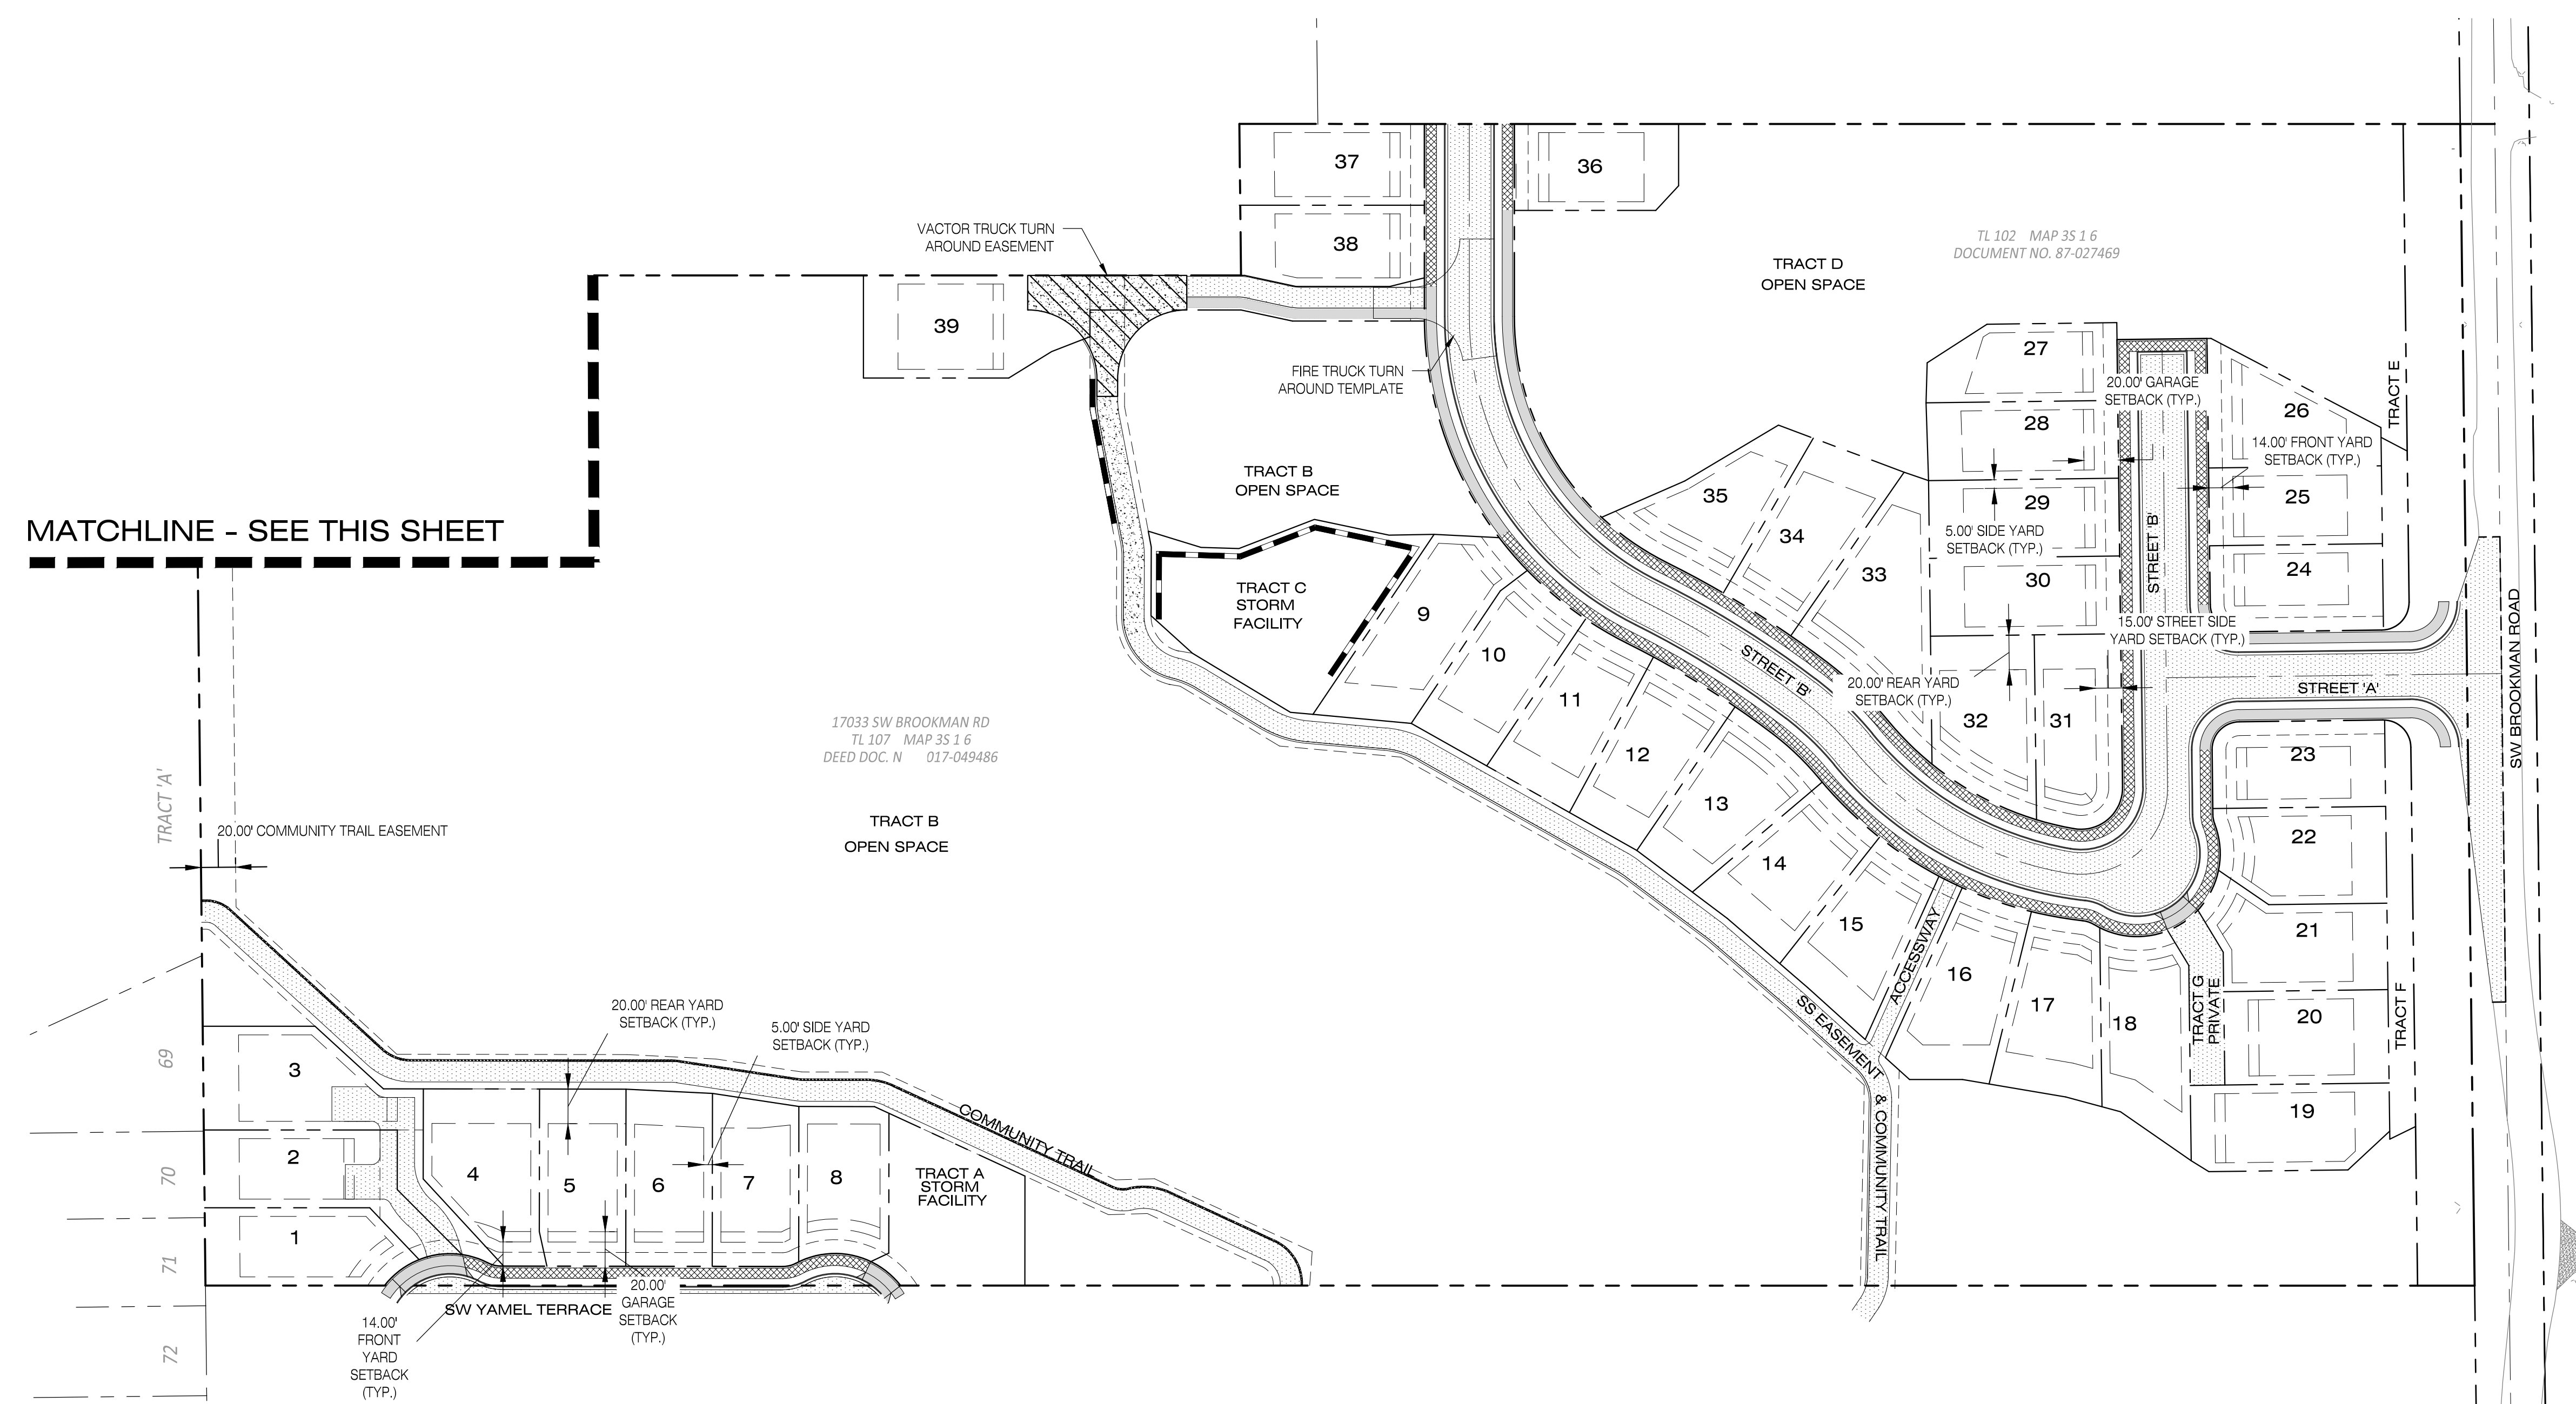 37
36
VACTOR TRUCK TURN
AROUND EASEMENT
38
TL 102 MAP 3S 1 6
DOCUMENT NO. 87-027469
TRACT D
OPEN SPACE
39
FIRE TRUCK TURN
AROUND TEMPLATE
27
20.00' GARAGE
SETBACK (TYP.)
28
26
TRACT E
14.00' FRONT YARD
SETBACK (TYP.)
TRACT B
OPEN SPACE
35
29
25
MATCHLINE - SEE THIS SHEET
34
5.00' SIDE YARD
SETBACK (TYP.)
STREET 'B'
33
30
24
TRACT C
STORM
FACILITY
9
15.00' STREET SIDE
YARD SETBACK (TYP.)
SW BROOKMAN ROAD
10
STREET 'B'
20.00' REAR YARD
SETBACK (TYP.)
STREET 'A'
11
32
31
17033 SW BROOKMAN RD
TL 107 MAP 3S 1 6
DEED DOC. N 017-049486
12
23
TRACT 'A'
13
TRACT B
OPEN SPACE
20.00' COMMUNITY TRAIL EASEMENT
22
14
15
21
ACCESSWAY
16
17
18
TRACT G
PRIVATE
20
TRACT F
20.00' REAR YARD
SETBACK (TYP.)
5.00' SIDE YARD
SETBACK (TYP.)
SS EASEMENT
& COMMUNITY TRAIL
69
3
19
COMMUNITY TRAIL
2
70
4
5
6
7
8
TRACT A
STORM
FACILITY
1
71
SW YAMEL TERRACE
20.00'
GARAGE
SETBACK
(TYP.)
14.00'
FRONT
YARD
SETBACK
(TYP.)
72